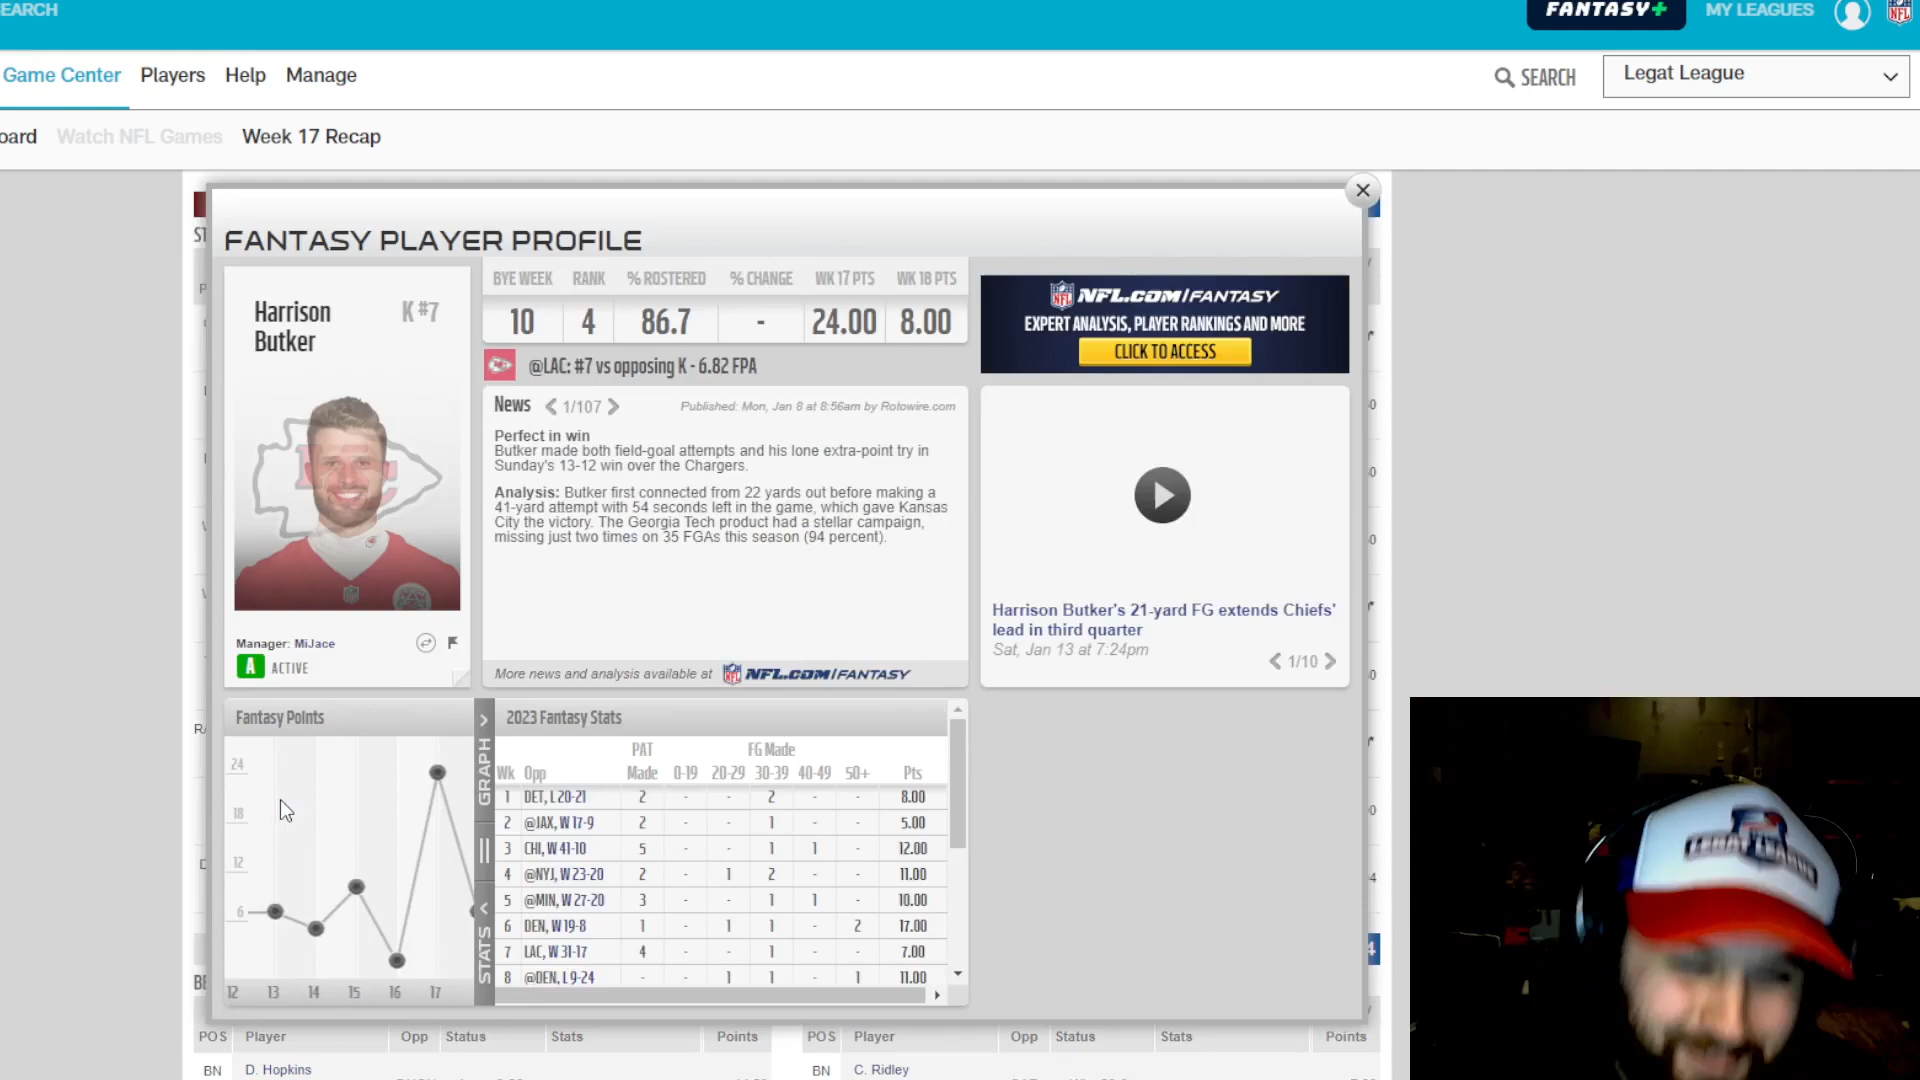 EARCH
FANTASY+
MY LEAGUES
NFL
Game Center Players Help Manage
SEARCH
Legat League
oard Watch NFL Games Week 17 Recap
FANTASY PLAYER PROFILE
Harrison Butker
K #7
BYE WEEK RANK % ROSTERED % CHANGE WK 17 PTS WK 18 PTS
10 4 86.7 - 24.00 8.00
@LAC: #7 vs opposing K - 6.82 FPA
NFL.COM/FANTASY
EXPERT ANALYSIS, PLAYER RANKINGS AND MORE
CLICK TO ACCESS
News 1/107 Published: Mon, Jan 8 at 8:56am by Rotowire.com
Perfect in win
Butker made both field-goal attempts and his lone extra-point try in
Sunday's 13-12 win over the Chargers.
Analysis: Butker first connected from 22 yards out before making a
41-yard attempt with 54 seconds left in the game, which gave Kansas
City the victory. The Georgia Tech product had a stellar campaign,
missing just two times on 35 FGAs this season (94 percent).
More news and analysis available at NFL.COM/FANTASY
Manager: MiJace
A ACTIVE
Harrison Butker's 21-yard FG extends Chiefs'
lead in third quarter
Sat, Jan 13 at 7:24pm
1/10
Fantasy Points
24
18
12
6
12 13 14 15 16 17
GRAPH
STATS
2023 Fantasy Stats
PAT FG Made
Wk Opp Made 0-19 20-29 30-39 40-49 50+ Pts
1 DET, L 20-21 2 - - 2 - - 8.00
2 @JAX, W 17-9 2 - - 1 - - 5.00
3 CHI, W 41-10 5 - - 1 1 - 12.00
4 @NYJ, W 23-20 2 - 1 2 - - 11.00
5 @MIN, W 27-20 3 - - 1 1 - 10.00
6 DEN, W 19-8 1 - 1 1 - 2 17.00
7 LAC, W 31-17 4 - - 1 - - 7.00
8 @DEN, L 9-24 - - 1 1 - 1 11.00
POS Player Opp Status Stats Points
BN D. Hopkins
POS Player Opp Status Stats Points
BN C. Ridley
LEGAT LEAGUE